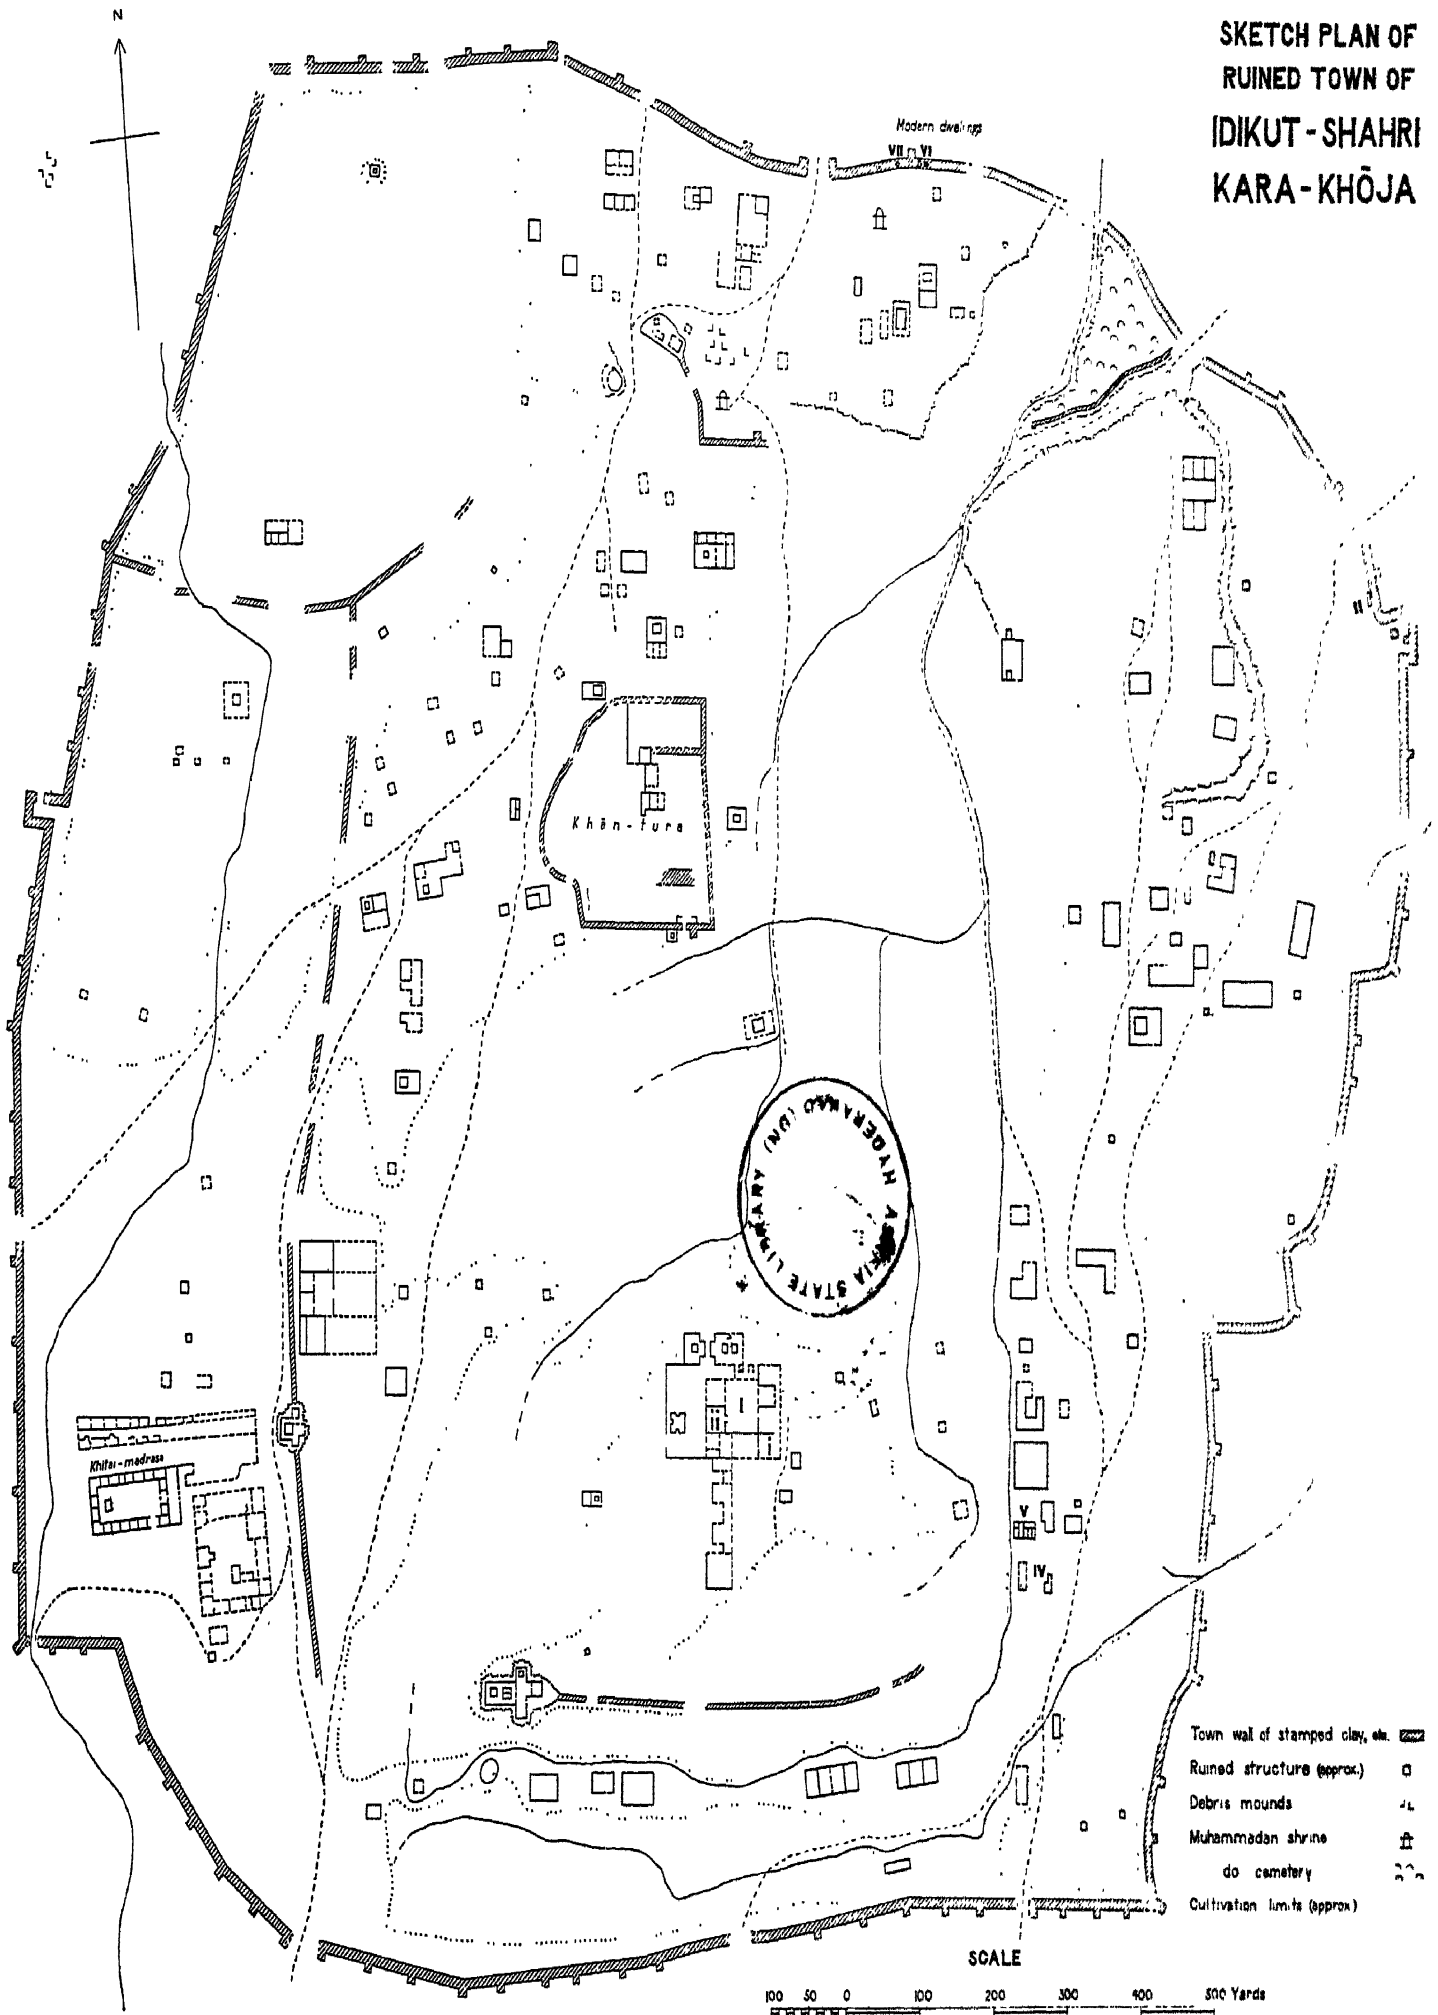 N
SKETCH PLAN OF
RUINED TOWN OF
IDIKUT-SHAHRI
KARA-KHŌJA
Modern dwellings
VII VI
II
Khān-tura
HYDERABAD
ASAFIA STATE LIBRARY
I
III
Khitai-madrasa
V
IV
Town wall of stamped clay, etc.
Ruined structure (approx.)
Debris mounds
Muhammadan shrine
do cemetery
Cultivation limits (approx)
SCALE
100 50 0 100 200 300 400 500 Yards